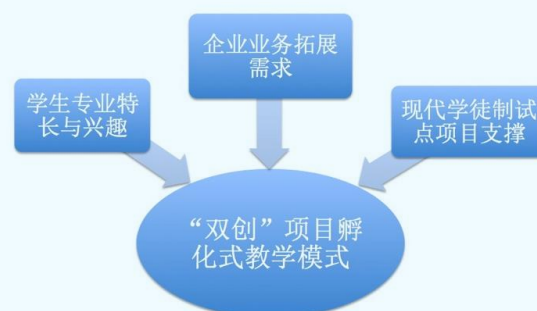 企业业务拓展
需求
学生专业特
长与兴趣
现代学徒制试
点项目支撑
“双创”项目孵
化式教学模式